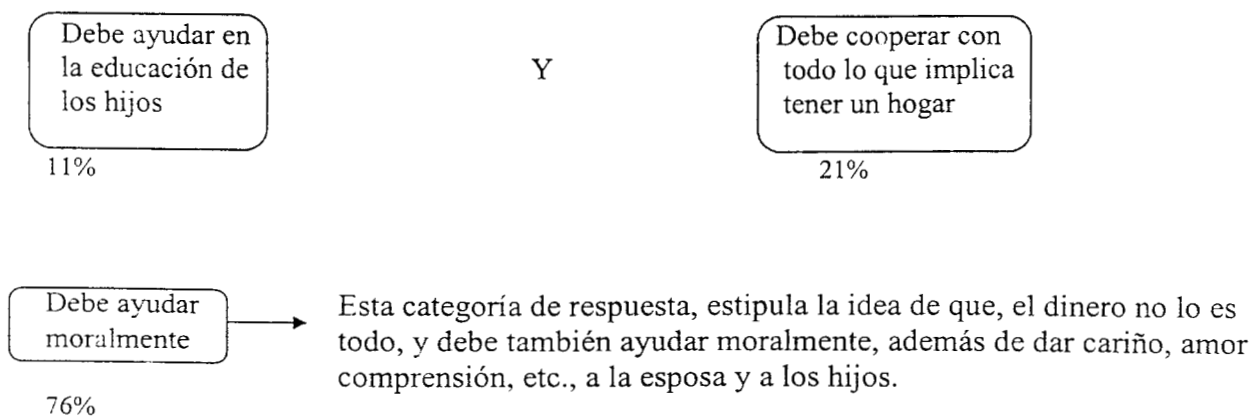 Debe ayudar en
la educación de
los hijos
11%
Y
Debe cooperar con
todo lo que implica
tener un hogar
21%
Debe ayudar
moralmente
76%
Esta categoría de respuesta, estipula la idea de que, el dinero no lo es
todo, y debe también ayudar moralmente, además de dar cariño, amor
comprensión, etc., a la esposa y a los hijos.